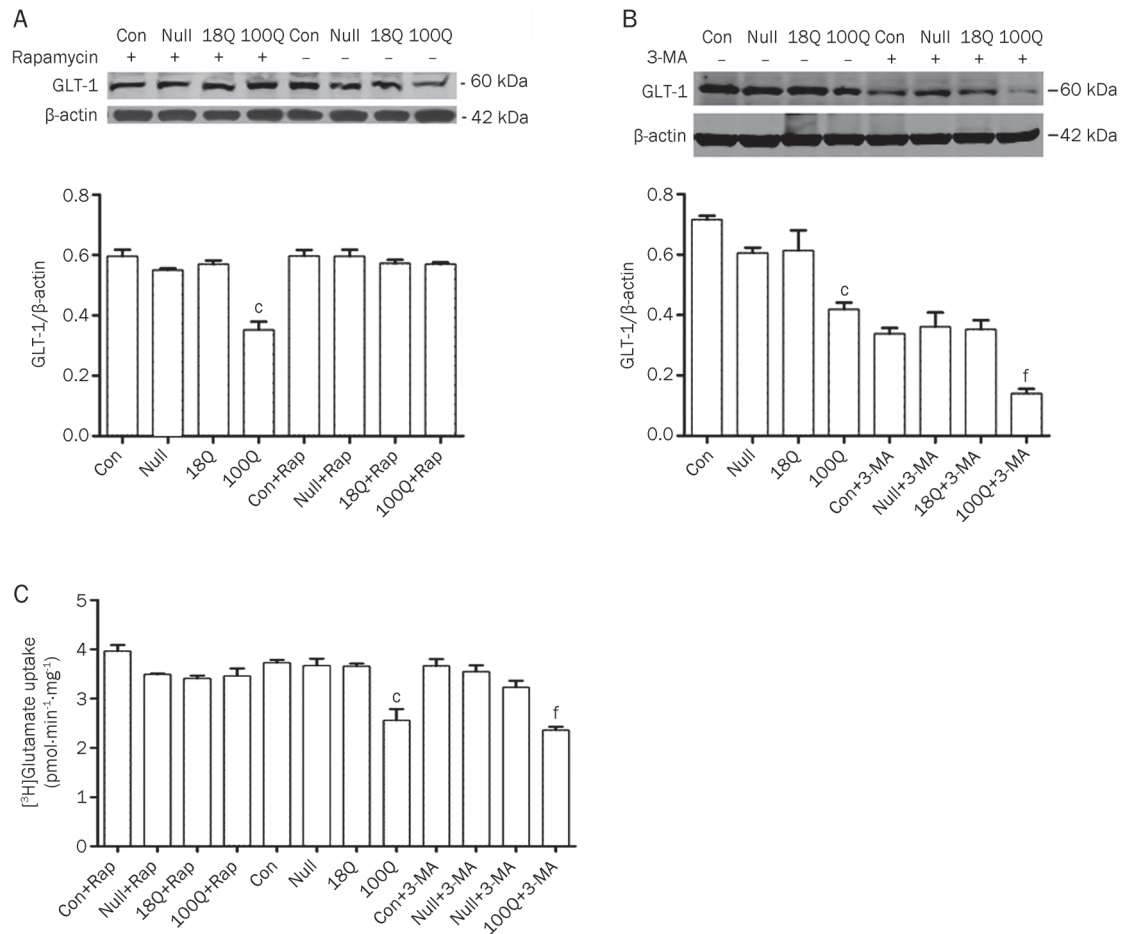 A
Con Null 18Q 100Q Con Null 18Q 100Q
Rapamycin + + + + – – – –
GLT-1 - 60 kDa
β-actin - 42 kDa
GLT-1/β-actin
0.8
0.6
0.4
0.2
0.0
c
Con Null 18Q 100Q Con+Rap Null+Rap 18Q+Rap 100Q+Rap
B
Con Null 18Q 100Q Con Null 18Q 100Q
3-MA – – – – + + + +
GLT-1 –60 kDa
β-actin –42 kDa
GLT-1/β-actin
0.8
0.6
0.4
0.2
0.0
c
f
Con Null 18Q 100Q Con+3-MA Null+3-MA 18Q+3-MA 100Q+3-MA
C
[³H]Glutamate uptake
(pmol·min⁻¹·mg⁻¹)
5
4
3
2
1
0
c
f
Con+Rap Null+Rap 18Q+Rap 100Q+Rap Con Null 18Q 100Q Con+3-MA Null+3-MA Null+3-MA 100Q+3-MA